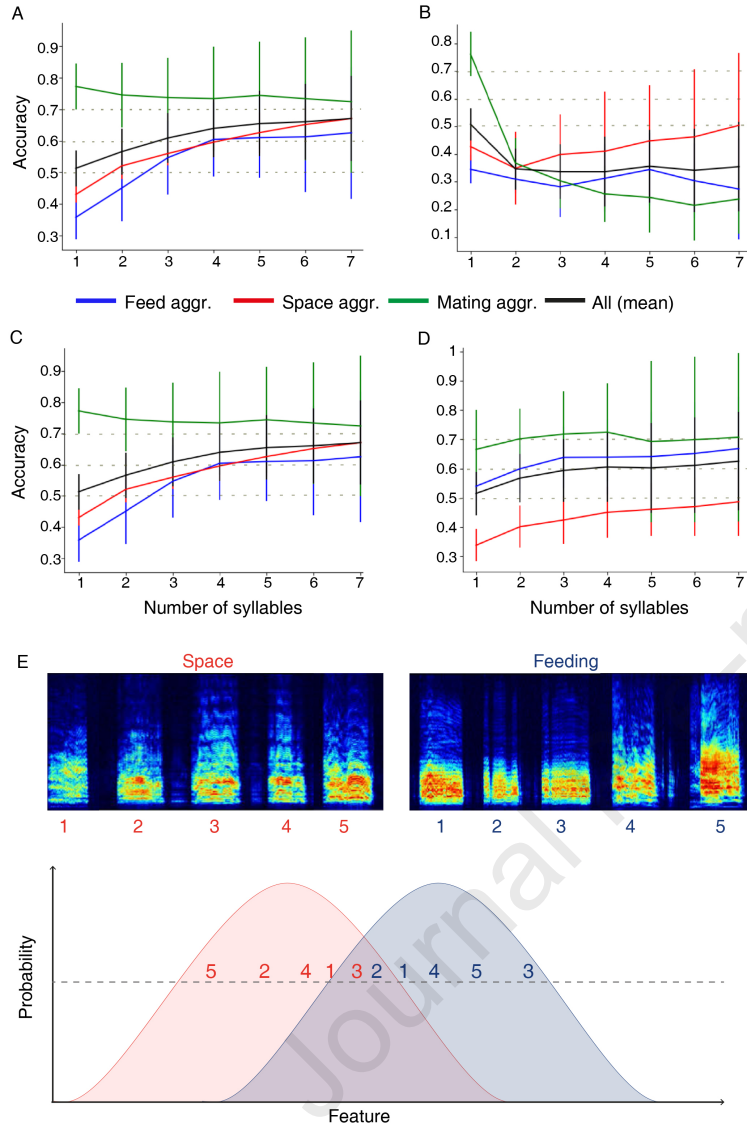 A
B
Accuracy
0.9
0.8
0.7
0.6
0.5
0.4
0.3
1 2 3 4 5 6 7
0.8
0.7
0.6
0.5
0.4
0.3
0.2
0.1
1 2 3 4 5 6 7
Feed aggr. Space aggr. Mating aggr. All (mean)
C
D
Accuracy
0.9
0.8
0.7
0.6
0.5
0.4
0.3
1 2 3 4 5 6 7
Number of syllables
1
0.9
0.8
0.7
0.6
0.5
0.4
0.3
1 2 3 4 5 6 7
Number of syllables
E
Space
Feeding
1 2 3 4 5
1 2 3 4 5
Probability
5 2 4 1 3 2 1 4 5 3
Feature
Journal